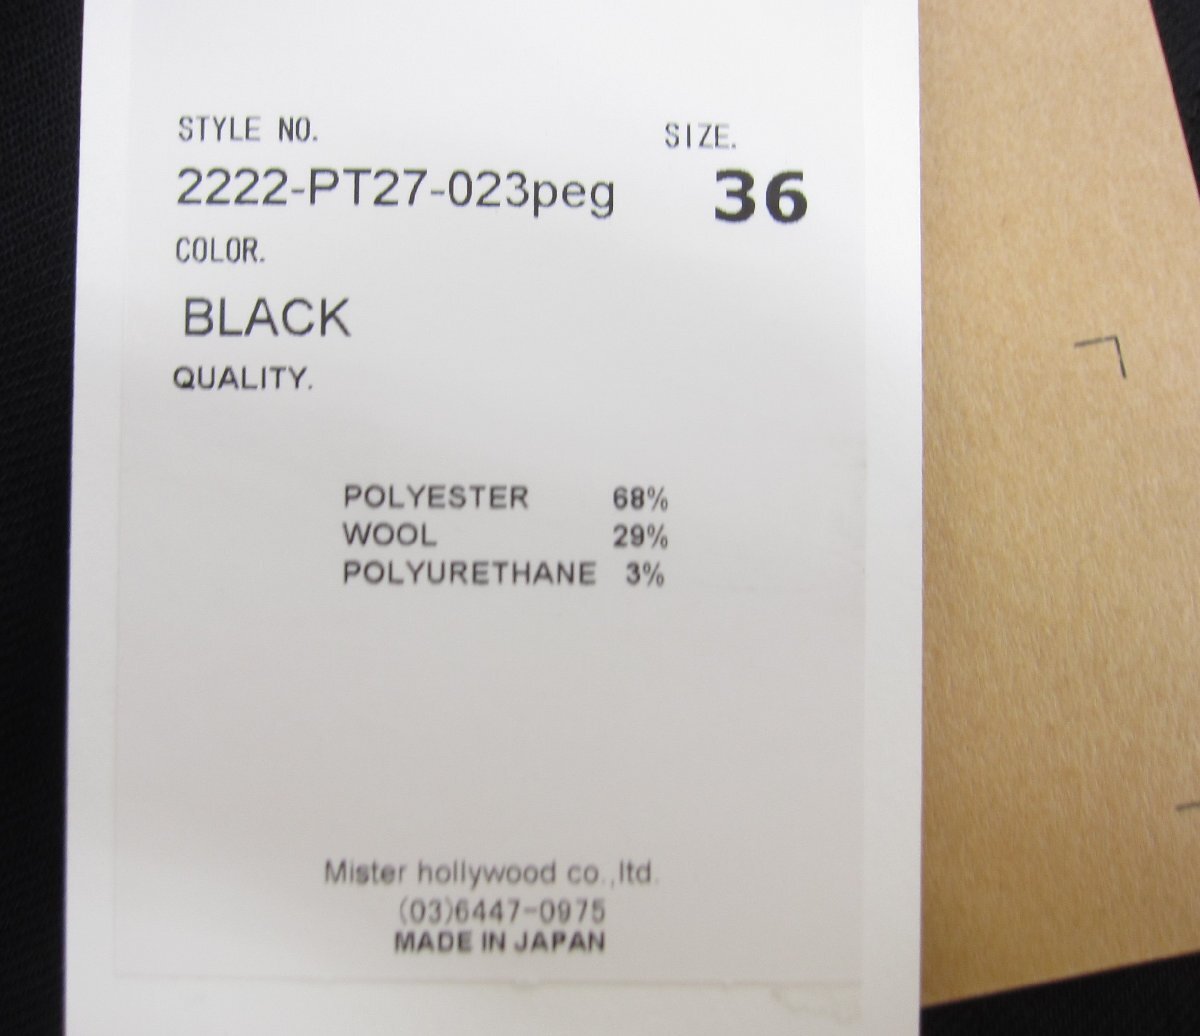 STYLE NO.
SIZE.
2222-PT27-023peg
36
COLOR.
BLACK
QUALITY.
POLYESTER 68%
WOOL 29%
POLYURETHANE 3%
Mister hollywood co.,ltd.
(03)6447-0975
MADE IN JAPAN